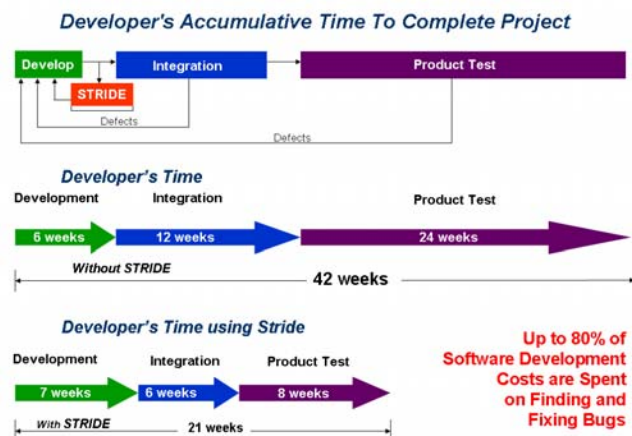 Developer's Accumulative Time To Complete Project
Develop
Integration
Product Test
STRIDE
Defects
Defects
Developer's Time
Development
Integration
Product Test
6 weeks
12 weeks
24 weeks
Without STRIDE
42 weeks
Developer's Time using Stride
Development
Integration
Product Test
7 weeks
6 weeks
8 weeks
With STRIDE
21 weeks
Up to 80% of
Software Development
Costs are Spent
on Finding and
Fixing Bugs